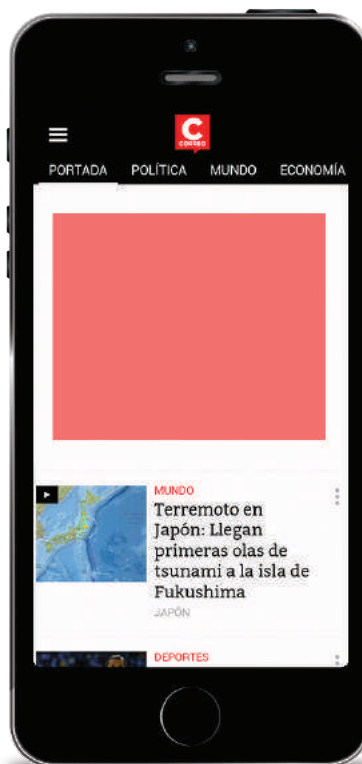 C
CORREO
PORTADA POLÍTICA MUNDO ECONOMÍA
MUNDO
Terremoto en
Japón: Llegan
primeras olas de
tsunami a la isla de
Fukushima
JAPÓN
DEPORTES